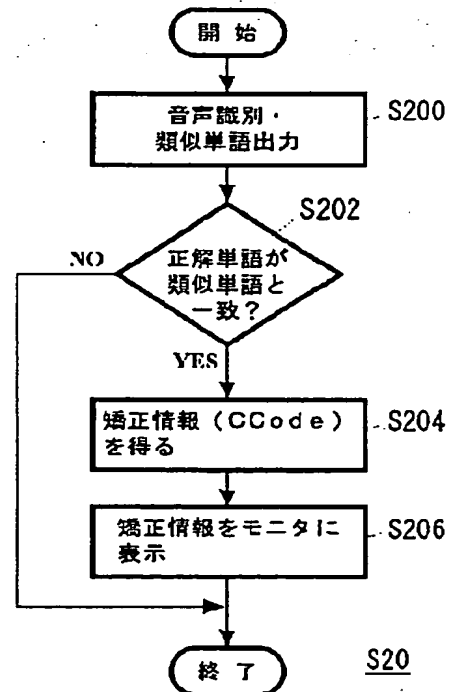 開始
音声識別・
類似単語出力
S200
S202
正解単語が
類似単語と
一致?
NO
YES
矯正情報(CCode)
を得る
S204
矯正情報をモニタに
表示
S206
終了
S20